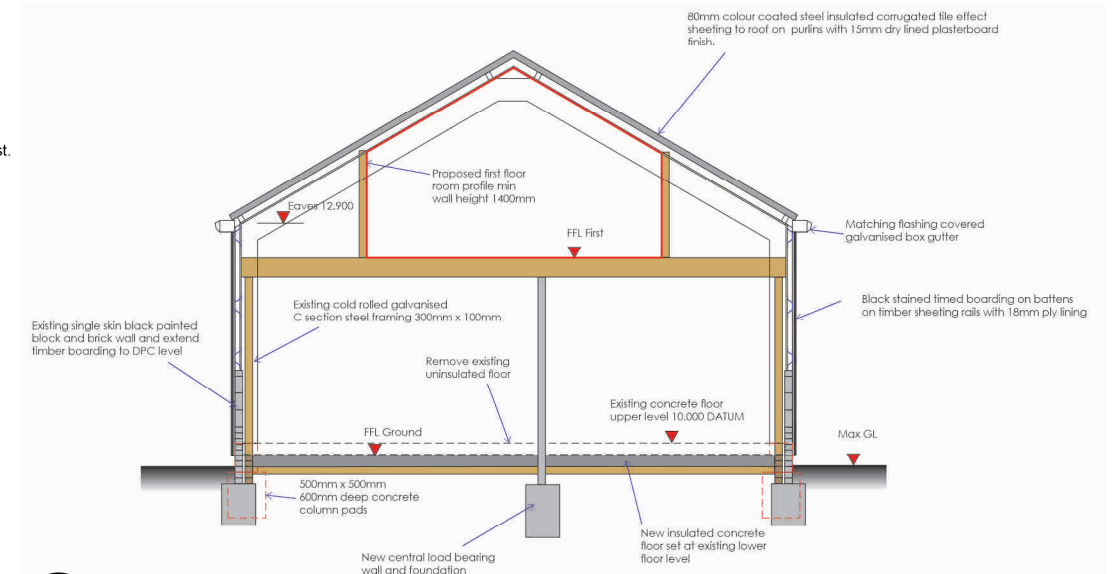 80mm colour coated steel insulated corrugated tile effect
sheeting to roof on purlins with 15mm dry lined plasterboard
finish.
st.
Proposed first floor
room profile min
wall height 1400mm
Eaves 12.900
FFL First
Matching flashing covered
galvanised box gutter
Existing cold rolled galvanised
C section steel framing 300mm x 100mm
Black stained timed boarding on battens
on timber sheeting rails with 18mm ply lining
Existing single skin black painted
block and brick wall and extend
timber boarding to DPC level
Remove existing
uninsulated floor
Existing concrete floor
upper level 10.000 DATUM
FFL Ground
Max GL
500mm x 500mm
600mm deep concrete
column pads
New insulated concrete
floor set at existing lower
floor level
New central load bearing
wall and foundation